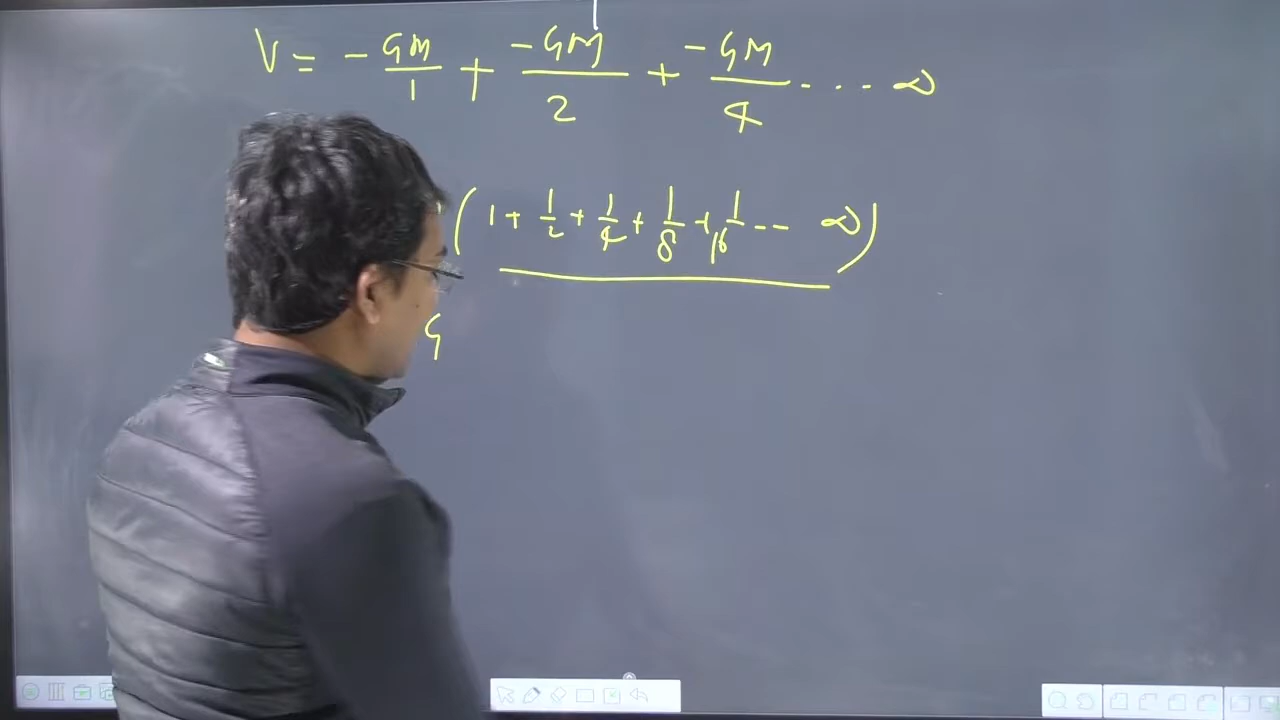 V = - GM/1 + -GM/2 + -GM/4 .... ∞
( 1 + 1/2 + 1/4 + 1/8 + 1/16 -- -- ∞ )
G